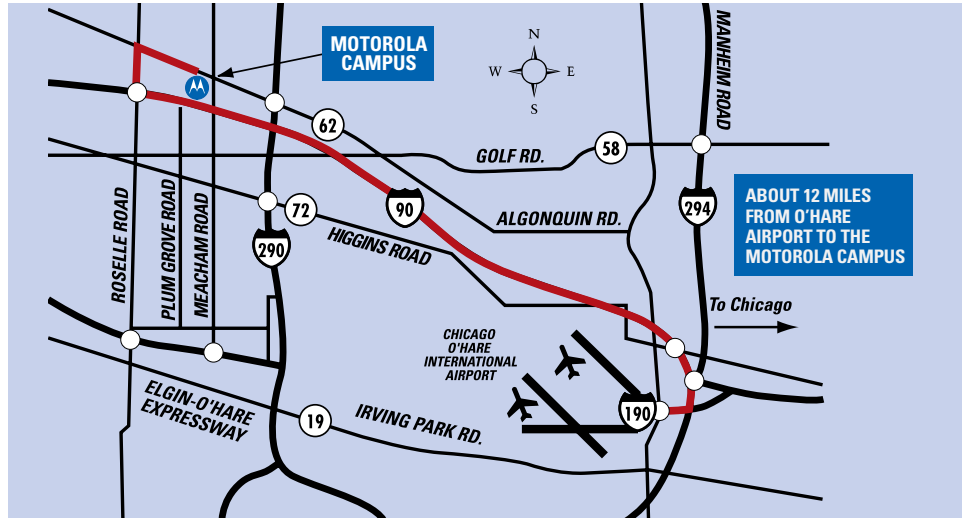 MOTOROLA
CAMPUS
N
W
E
S
MANHEIM ROAD
62
GOLF RD.
58
ROSELLE ROAD
PLUM GROVE ROAD
MEACHAM ROAD
290
72
HIGGINS ROAD
90
ALGONQUIN RD.
294
ABOUT 12 MILES
FROM O'HARE
AIRPORT TO THE
MOTOROLA CAMPUS
To Chicago
CHICAGO
O'HARE
INTERNATIONAL
AIRPORT
190
ELGIN-O'HARE
EXPRESSWAY
19
IRVING PARK RD.